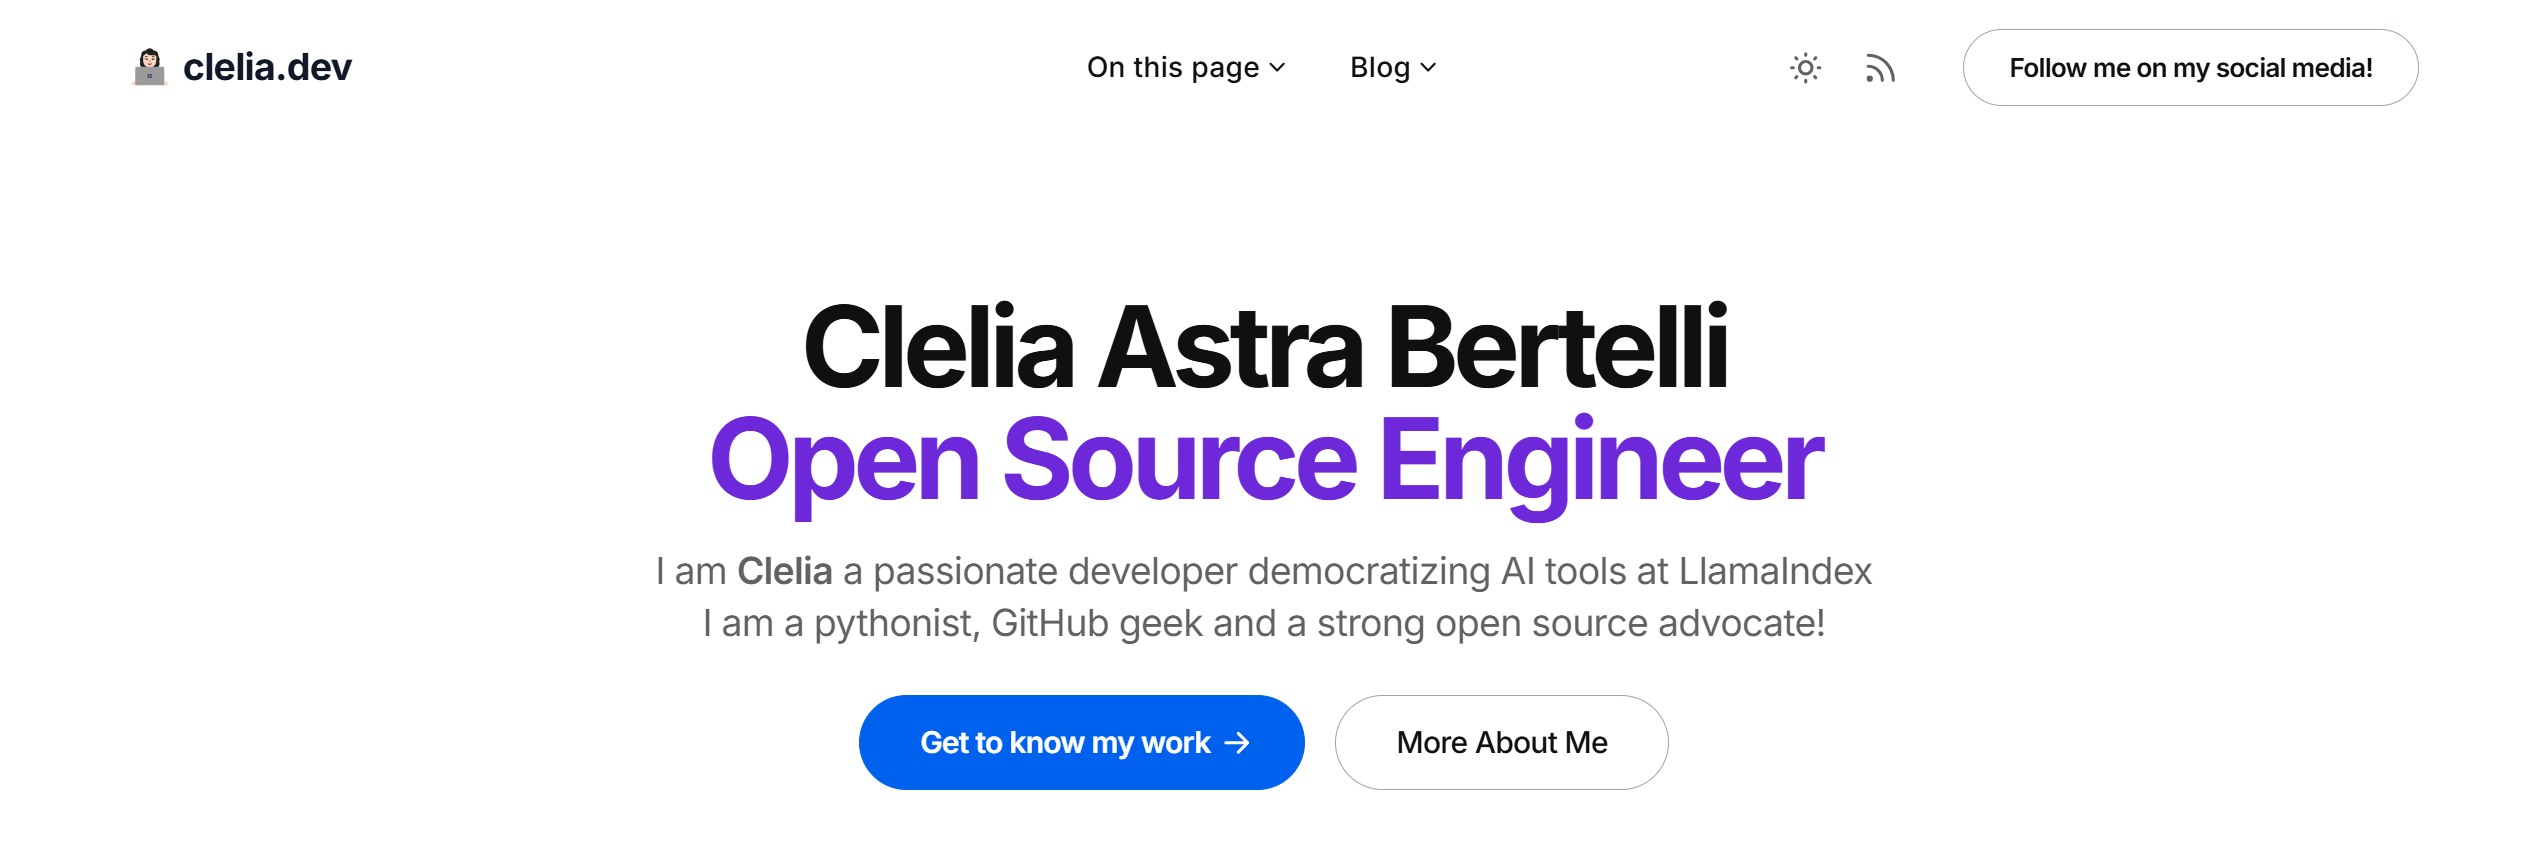 clelia.dev
On this page
Blog
Follow me on my social media!
Clelia Astra Bertelli
Open Source Engineer
I am Clelia a passionate developer democratizing AI tools at LlamaIndex
I am a pythonist, GitHub geek and a strong open source advocate!
Get to know my work →
More About Me